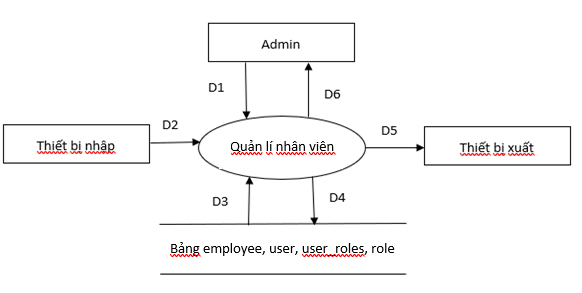 Admin
D1
D6
D2
D5
Thiết bị nhập
Quản lí nhân viên
Thiết bị xuất
D3
D4
Bảng employee, user, user_roles, role